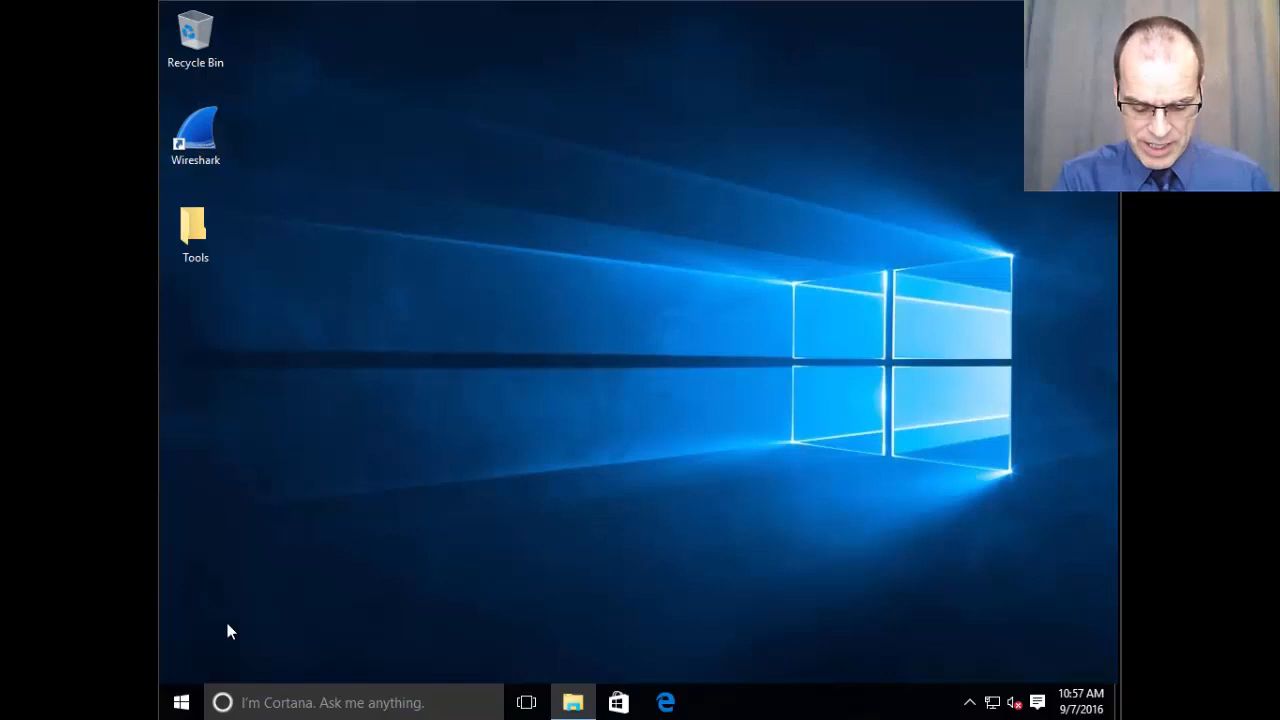 Recycle Bin
Wireshark
Tools
I'm Cortana. Ask me anything.
10:57 AM
9/7/2016